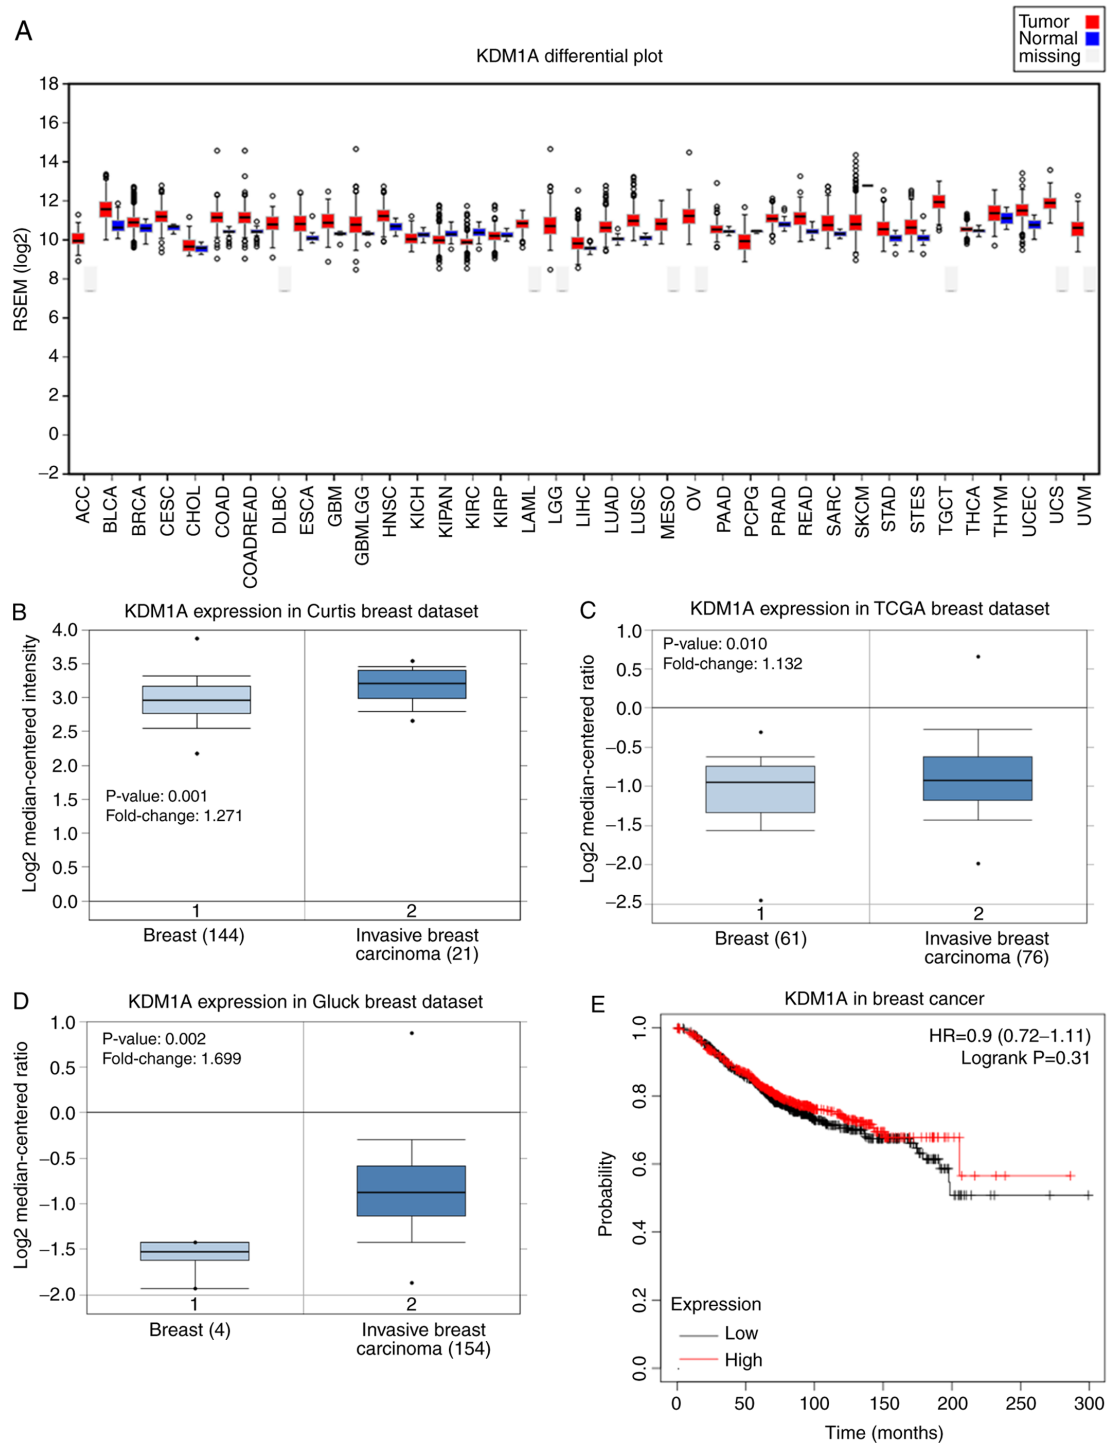 A
Tumor
Normal
missing
KDM1A differential plot
RSEM (log2)
18
16
14
12
10
8
6
4
2
0
−2
ACC
BLCA
BRCA
CESC
CHOL
COAD
COADREAD
DLBC
ESCA
GBM
GBMLGG
HNSC
KICH
KIPAN
KIRC
KIRP
LAML
LGG
LIHC
LUAD
LUSC
MESO
OV
PAAD
PCPG
PRAD
READ
SARC
SKCM
STAD
STES
TGCT
THCA
THYM
UCEC
UCS
UVM
B
KDM1A expression in Curtis breast dataset
Log2 median-centered intensity
4.0
3.5
3.0
2.5
2.0
1.5
1.0
0.5
0.0
P-value: 0.001
Fold-change: 1.271
1
2
Breast (144)
Invasive breast
carcinoma (21)
C
KDM1A expression in TCGA breast dataset
Log2 median-centered ratio
1.0
0.5
0.0
−0.5
−1.0
−1.5
−2.0
−2.5
P-value: 0.010
Fold-change: 1.132
1
2
Breast (61)
Invasive breast
carcinoma (76)
D
KDM1A expression in Gluck breast dataset
Log2 median-centered ratio
1.0
0.5
0.0
−0.5
−1.0
−1.5
−2.0
P-value: 0.002
Fold-change: 1.699
1
2
Breast (4)
Invasive breast
carcinoma (154)
E
KDM1A in breast cancer
HR=0.9 (0.72–1.11)
Logrank P=0.31
Probability
1.0
0.8
0.6
0.4
0.2
0.0
Expression
Low
High
0
50
100
150
200
250
300
Time (months)